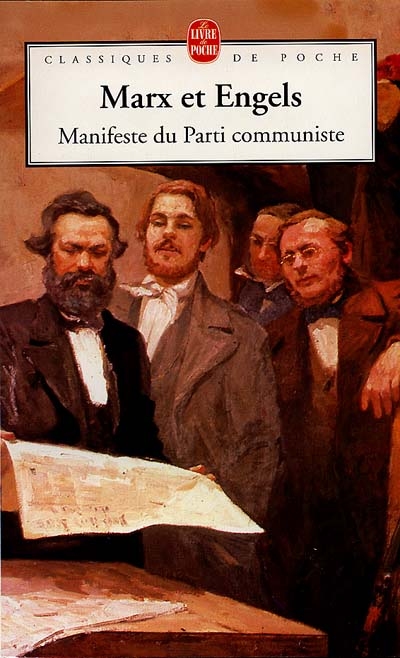 Le
LIVRE
de
POCHE
CLASSIQUES DE POCHE
Marx et Engels
Manifeste du Parti communiste